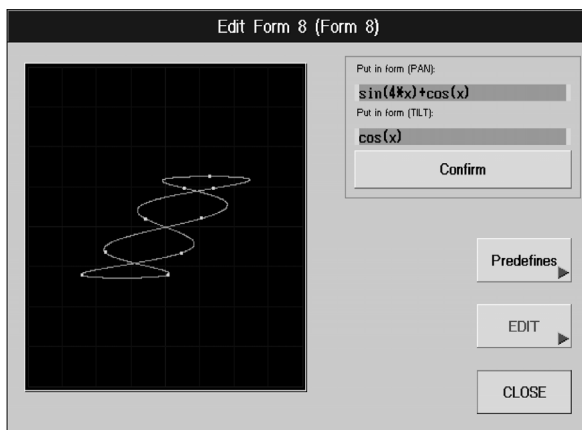 Edit Form 8 (Form 8)
Put in form (PAN):
sin(4*x)+cos(x)
Put in form (TILT):
cos(x)
Confirm
Predefines
EDIT
CLOSE